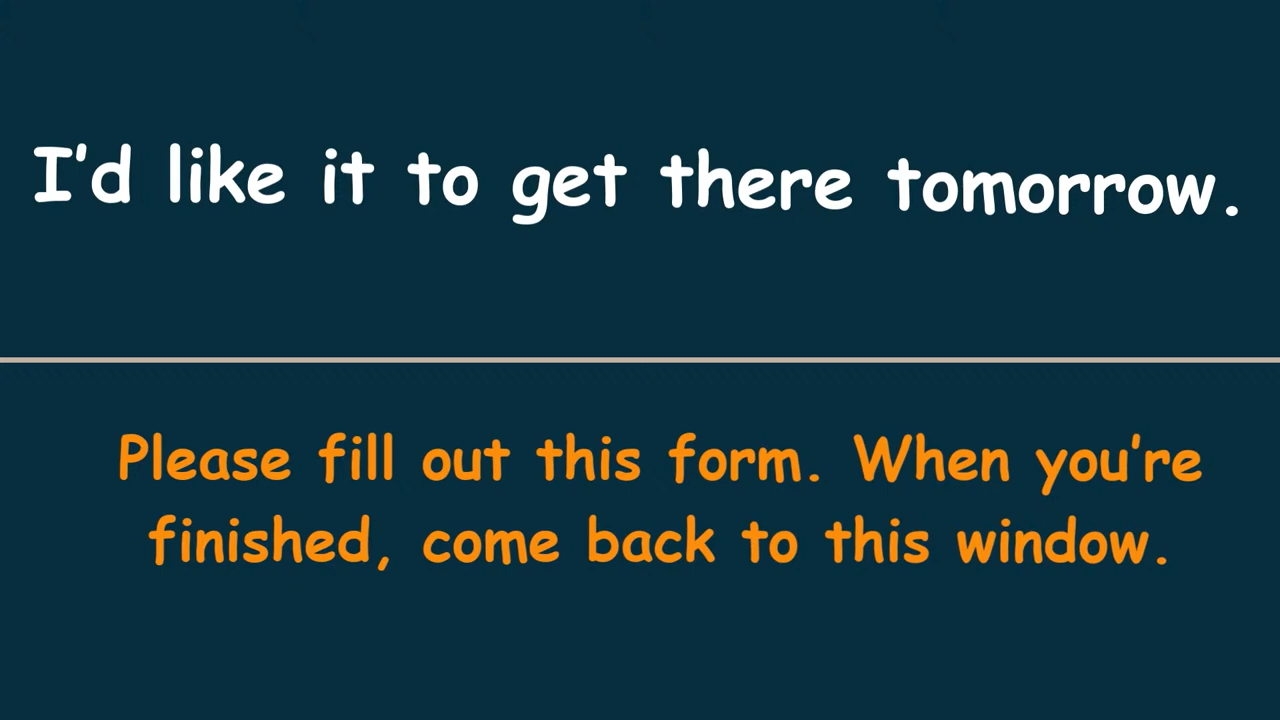 I'd like it to get there tomorrow.
Please fill out this form. When you're
finished, come back to this window.